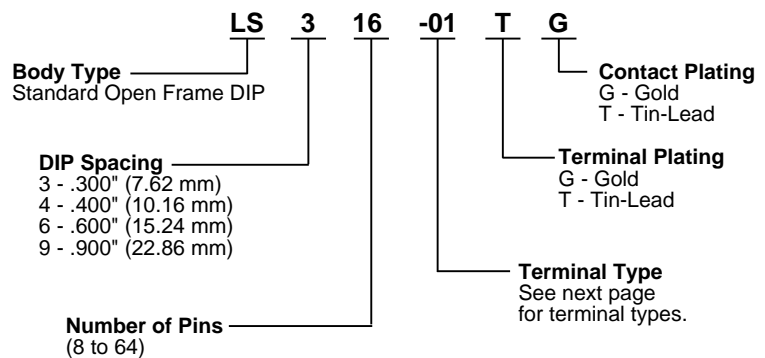 LS 3 16 -01 T G
Body Type
Standard Open Frame DIP
Contact Plating
G - Gold
T - Tin-Lead
DIP Spacing
3 - .300" (7.62 mm)
4 - .400" (10.16 mm)
6 - .600" (15.24 mm)
9 - .900" (22.86 mm)
Terminal Plating
G - Gold
T - Tin-Lead
Terminal Type
See next page
for terminal types.
Number of Pins
(8 to 64)